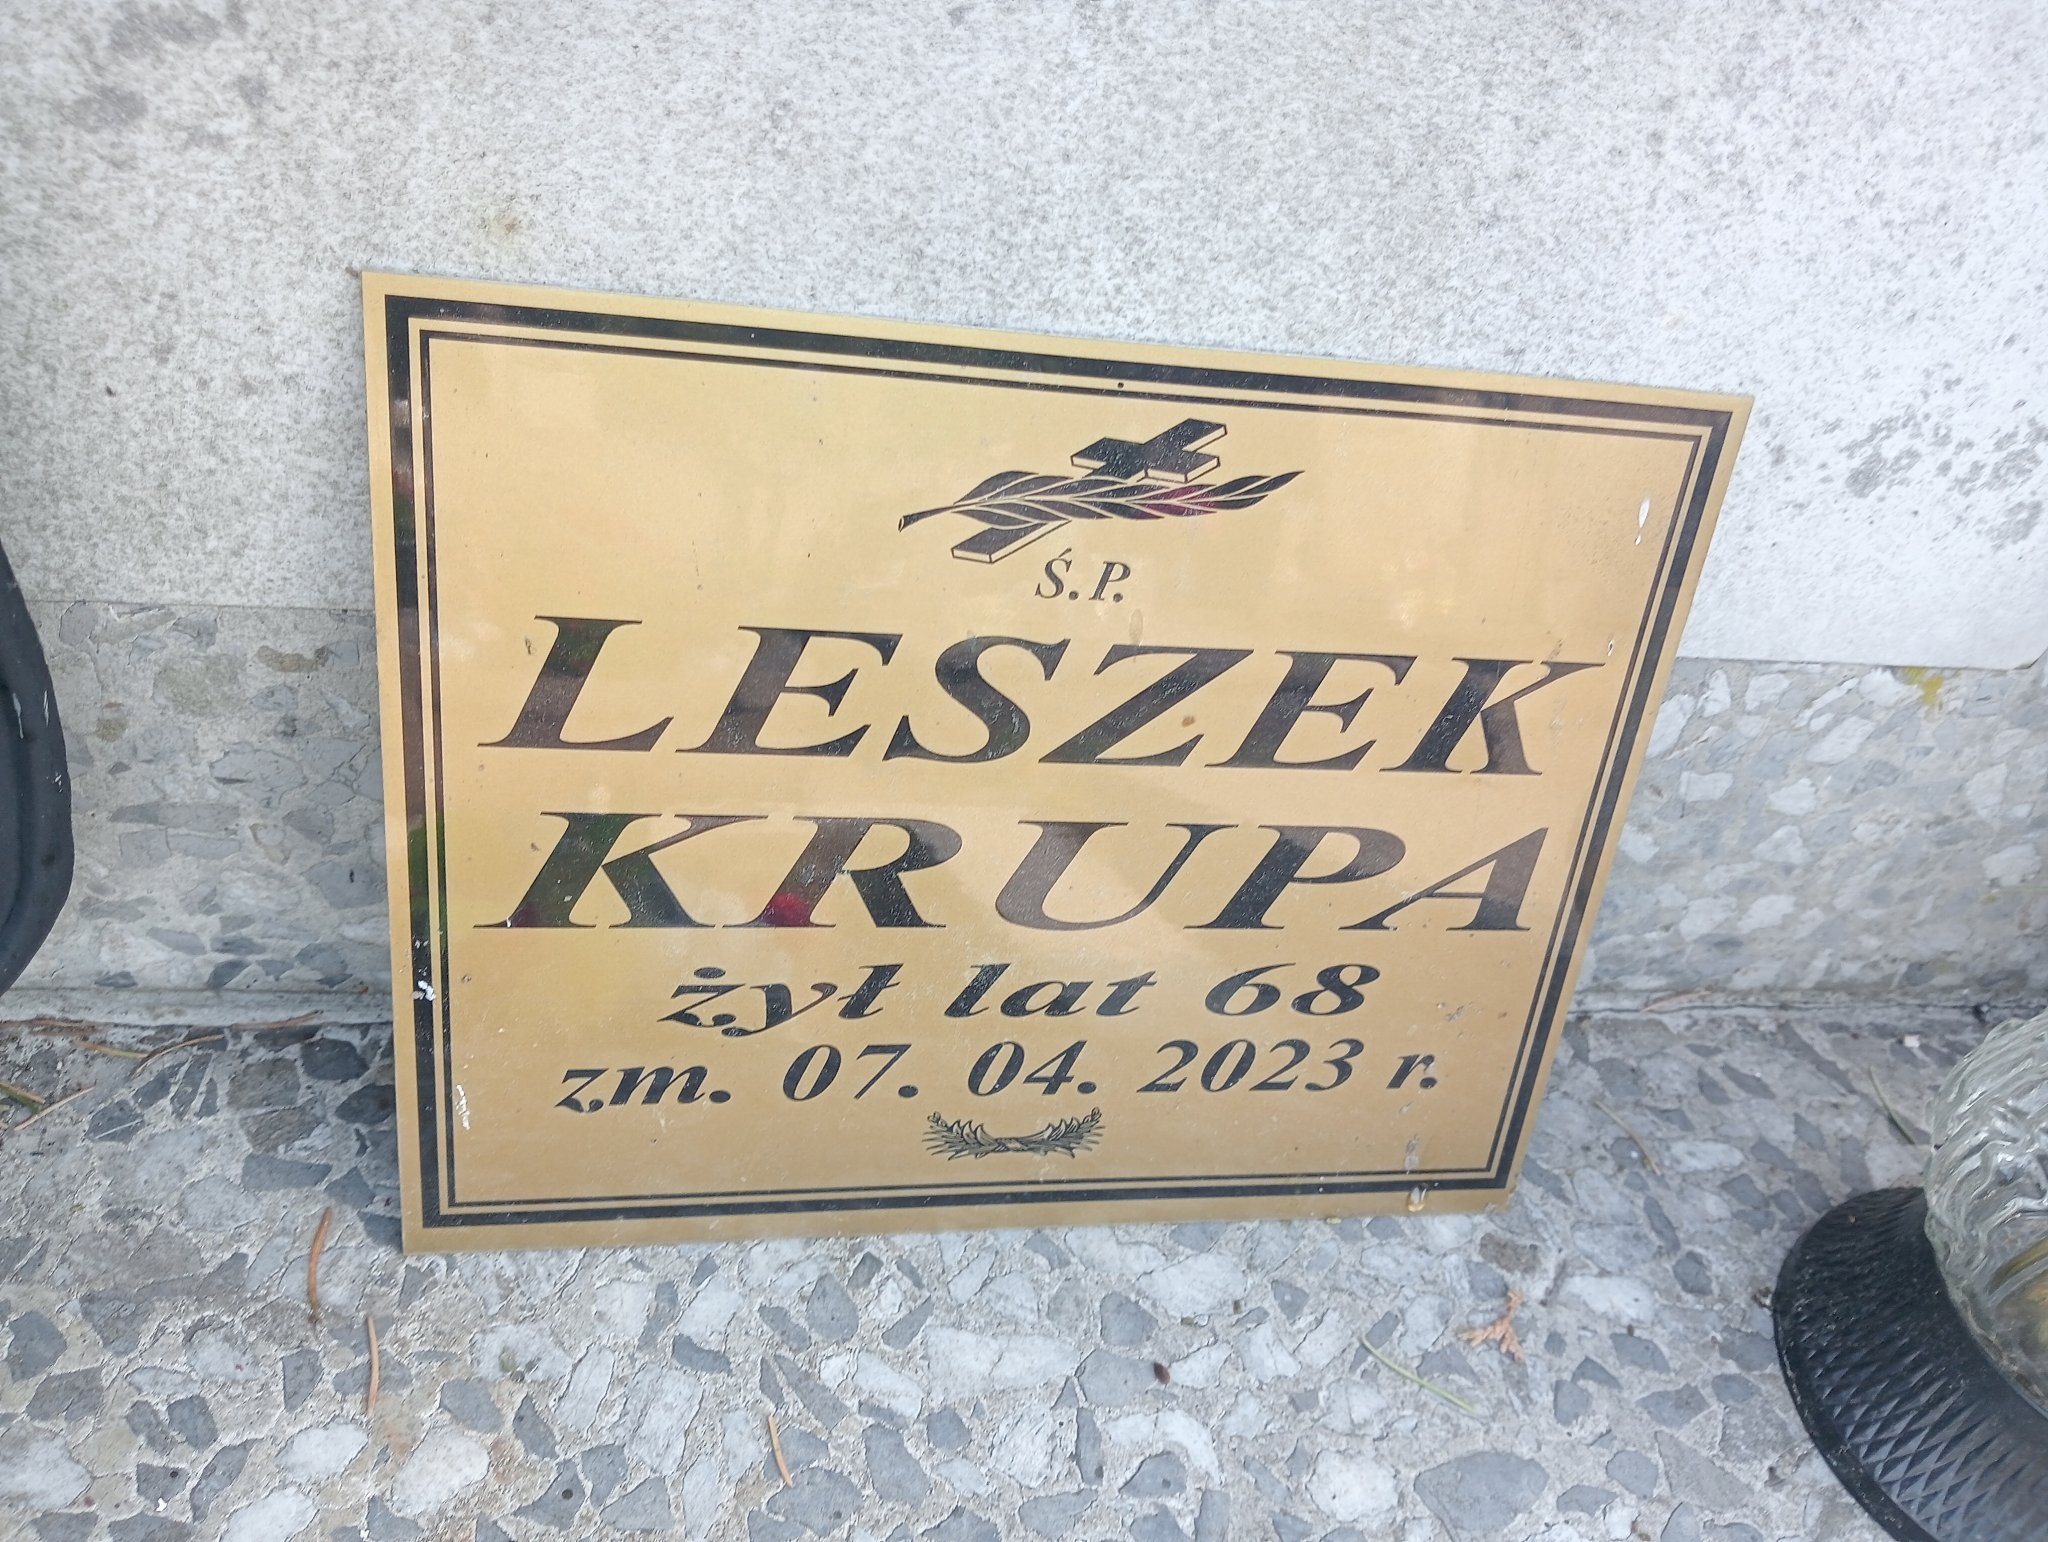 Ś.P.
LESZEK
KRUPA
żył lat 68
zm. 07. 04. 2023 r.